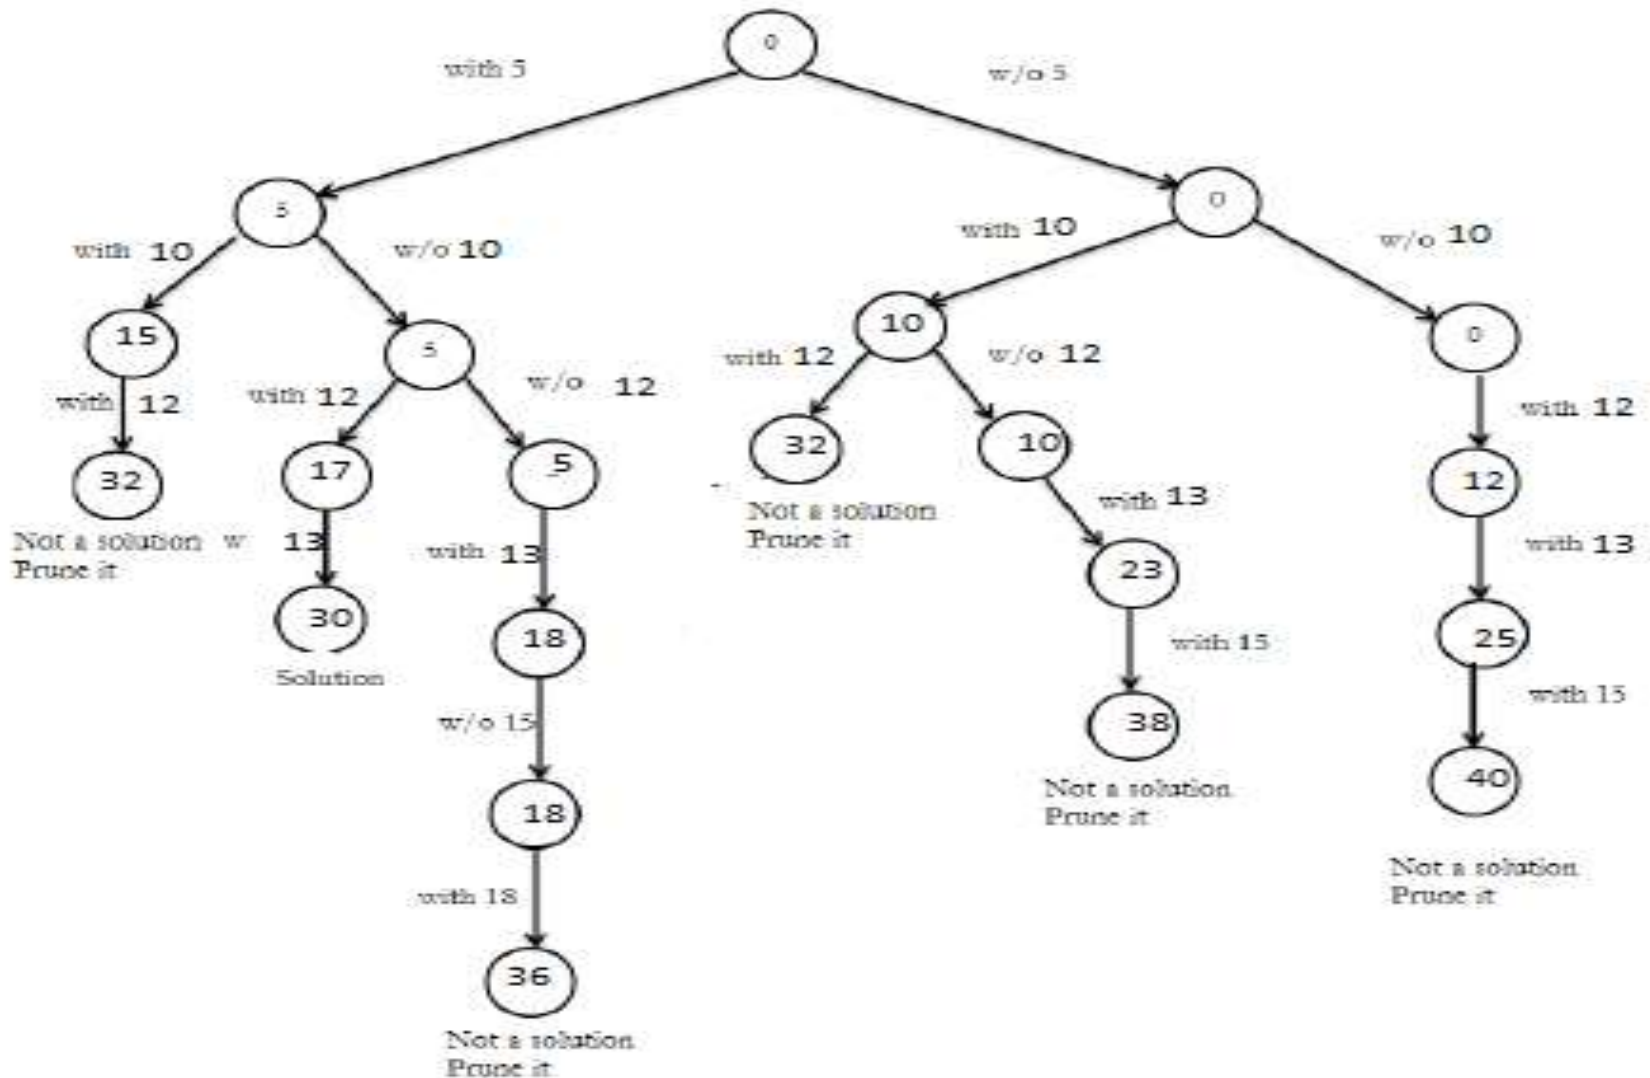 0
with 5
w/o 5
5
0
with 10
w/o 10
with 10
w/o 10
15
5
10
0
with 12
with 12
w/o 12
with 12
w/o 12
with 12
32
17
5
32
10
12
Not a solution
Prune it
w 13
with 13
Not a solution
Prune it
with 13
with 13
30
Solution
18
23
25
w/o 15
with 15
with 15
18
38
Not a solution
Prune it
40
Not a solution
Prune it
with 18
36
Not a solution
Prune it